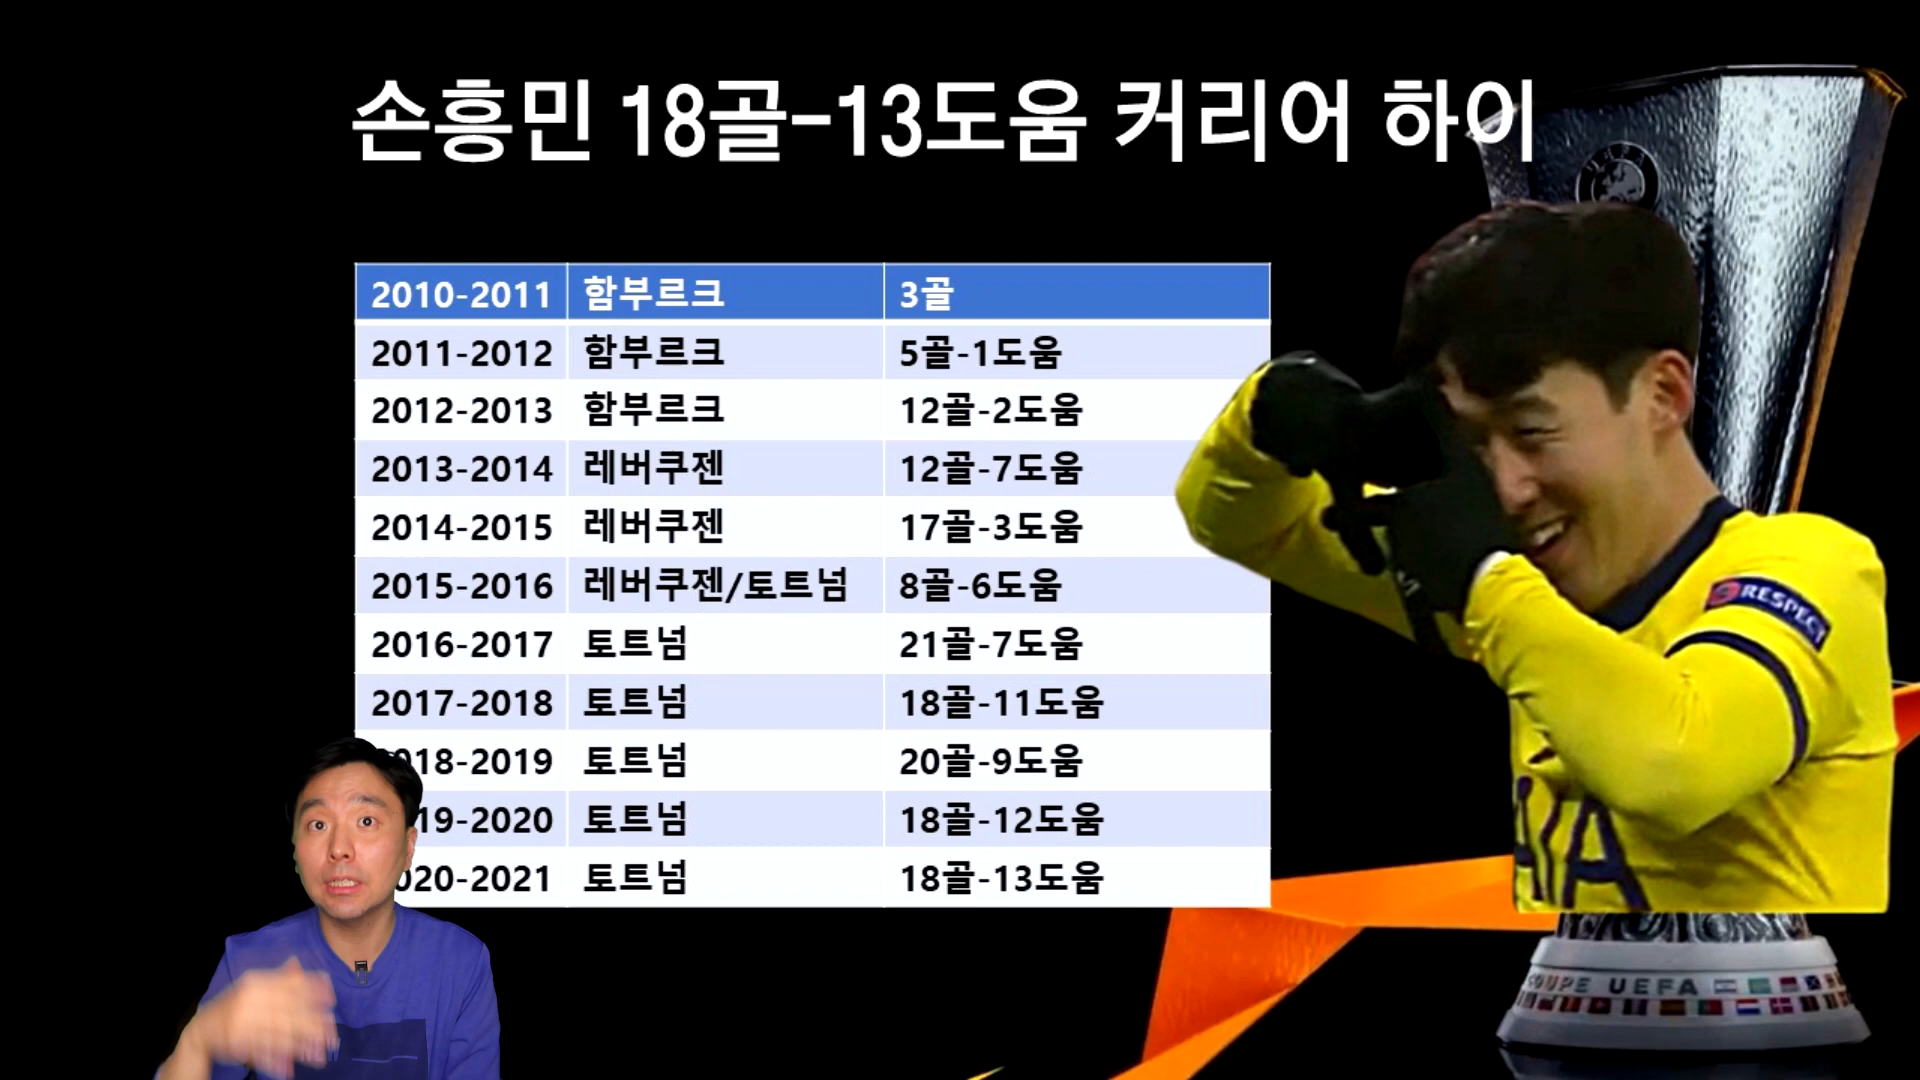 손흥민 18골-13도움 커리어 하이
UEFA
2010-2011 함부르크 3골
2011-2012 함부르크 5골-1도움
2012-2013 함부르크 12골-2도움
2013-2014 레버쿠젠 12골-7도움
2014-2015 레버쿠젠 17골-3도움
2015-2016 레버쿠젠/토트넘 8골-6도움
RESPECT
2016-2017 토트넘 21골-7도움
2017-2018 토트넘 18골-11도움
18-2019 토트넘 20골-9도움
19-2020 토트넘 18골-12도움
020-2021 토트넘 18골-13도움
AIA
COUPE UEFA